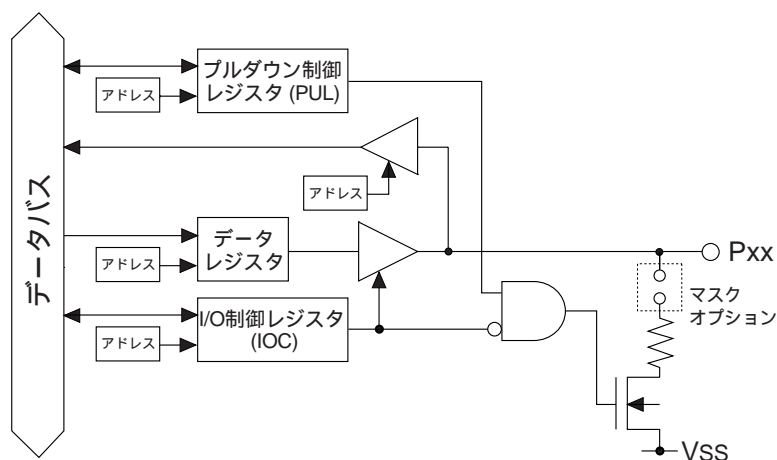 データバス
プルダウン制御
レジスタ (PUL)
アドレス
アドレス
データ
レジスタ
アドレス
I/O制御レジスタ
(IOC)
アドレス
Pxx
マスク
オプション
VSS